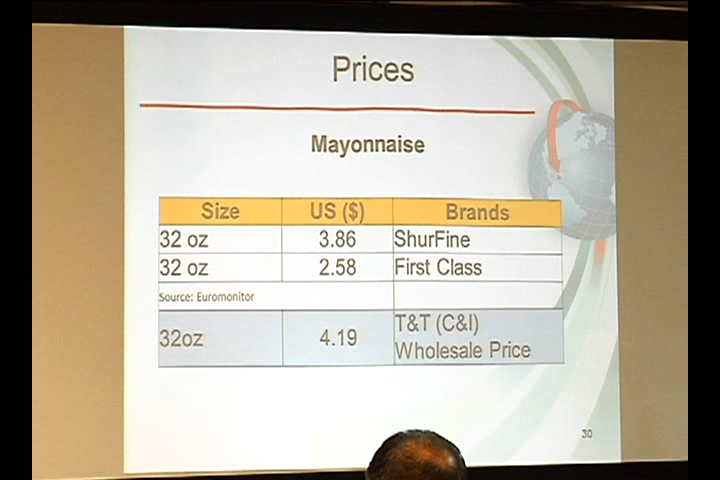 Prices
Mayonnaise
Size US ($) Brands
32 oz 3.86 ShurFine
32 oz 2.58 First Class
Source: Euromonitor
32oz 4.19 T&T (C&I)
Wholesale Price
30